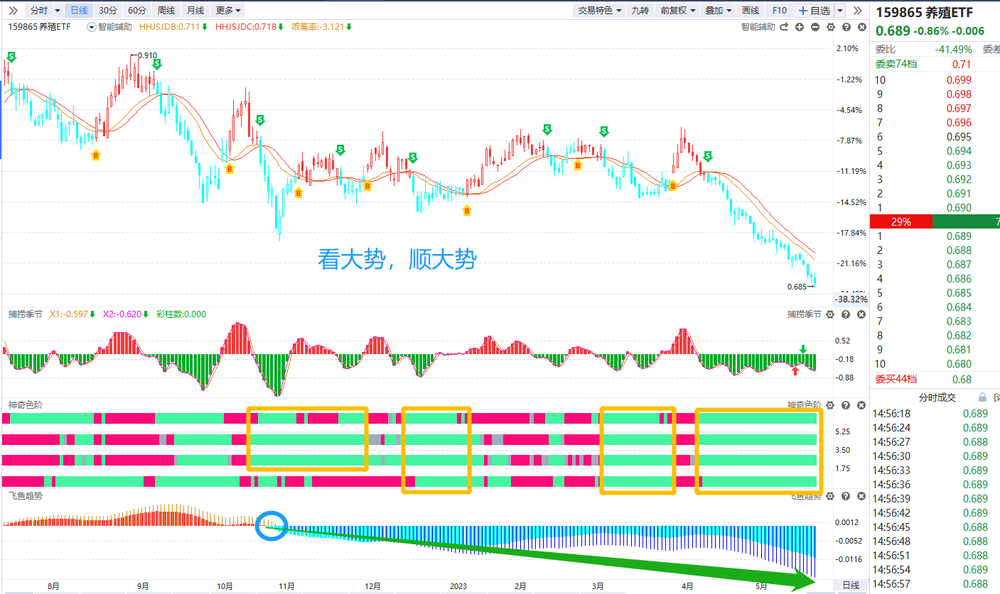 分时 日线 30分 60分 周线 月线 更多 交易特色 九转 前复权 叠加 画线 F10 自选
159865 养殖ETF 智能辅助 HHJSJDB:0.711 HHJSJDC:0.718 乖离率:-3.121 智能辅助
S
0.910
S
S
S
S
S
S
S
B
B
B
B
B
B
B
2.10%
-1.22%
-4.54%
-7.87%
-11.19%
-14.52%
-17.84%
-21.16%
-38.32%
看大势，顺大势
0.685
捕捞季节 X1:-0.597 X2:-0.620 彩柱数:0.000 捕捞季节
0.52
-0.18
-0.88
神奇色阶 神奇色阶
5.25
3.50
1.75
飞鱼趋势 飞鱼趋势
0.0012
-0.0052
-0.0116
8月 9月 10月 11月 12月 2023 2月 3月 4月 5月 日线
159865 养殖ETF
0.689 -0.86% -0.006
委比 -41.49% 委差
委卖74档 0.71
10 0.699
9 0.698
8 0.697
7 0.696
6 0.695
5 0.694
4 0.693
3 0.692
2 0.691
1 0.690
29% 7
1 0.689
2 0.688
3 0.687
4 0.686
5 0.685
6 0.684
7 0.683
8 0.682
9 0.681
10 0.680
委买44档 0.68
分时成交
14:56:18 0.689
14:56:24 0.689
14:56:27 0.688
14:56:30 0.689
14:56:33 0.689
14:56:36 0.689
14:56:39 0.689
14:56:42 0.689
14:56:45 0.688
14:56:48 0.688
14:56:51 0.688
14:56:54 0.689
14:56:57 0.688